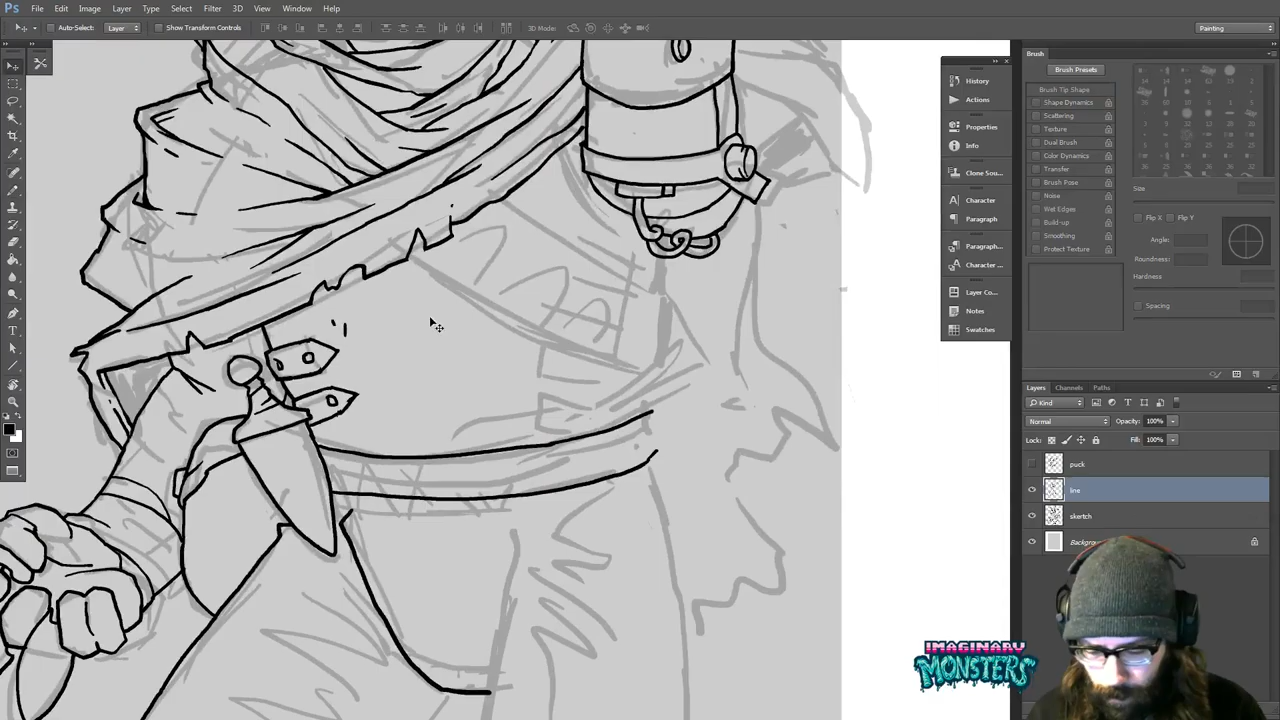 Ps File Edit Image Layer Type Select Filter 3D View Window Help
Auto-Select: Layer Show Transform Controls 3D Mode: Painting
Brush
Brush Presets
Brush Tip Shape
Shape Dynamics
Scattering
Texture
Dual Brush
Color Dynamics
Transfer
Brush Pose
Noise
Wet Edges
Build-up
Smoothing
Protect Texture
Size
Flip X Flip Y
Angle:
Roundness:
Hardness
Spacing
History
Actions
Properties
Info
Clone Sou...
Character
Paragraph
Paragraph...
Character ...
Layer Co...
Notes
Swatches
Layers Channels Paths
Kind
Normal Opacity: 100%
Lock: Fill: 100%
puck
line
skertch
IMAGINARY
MONSTERS